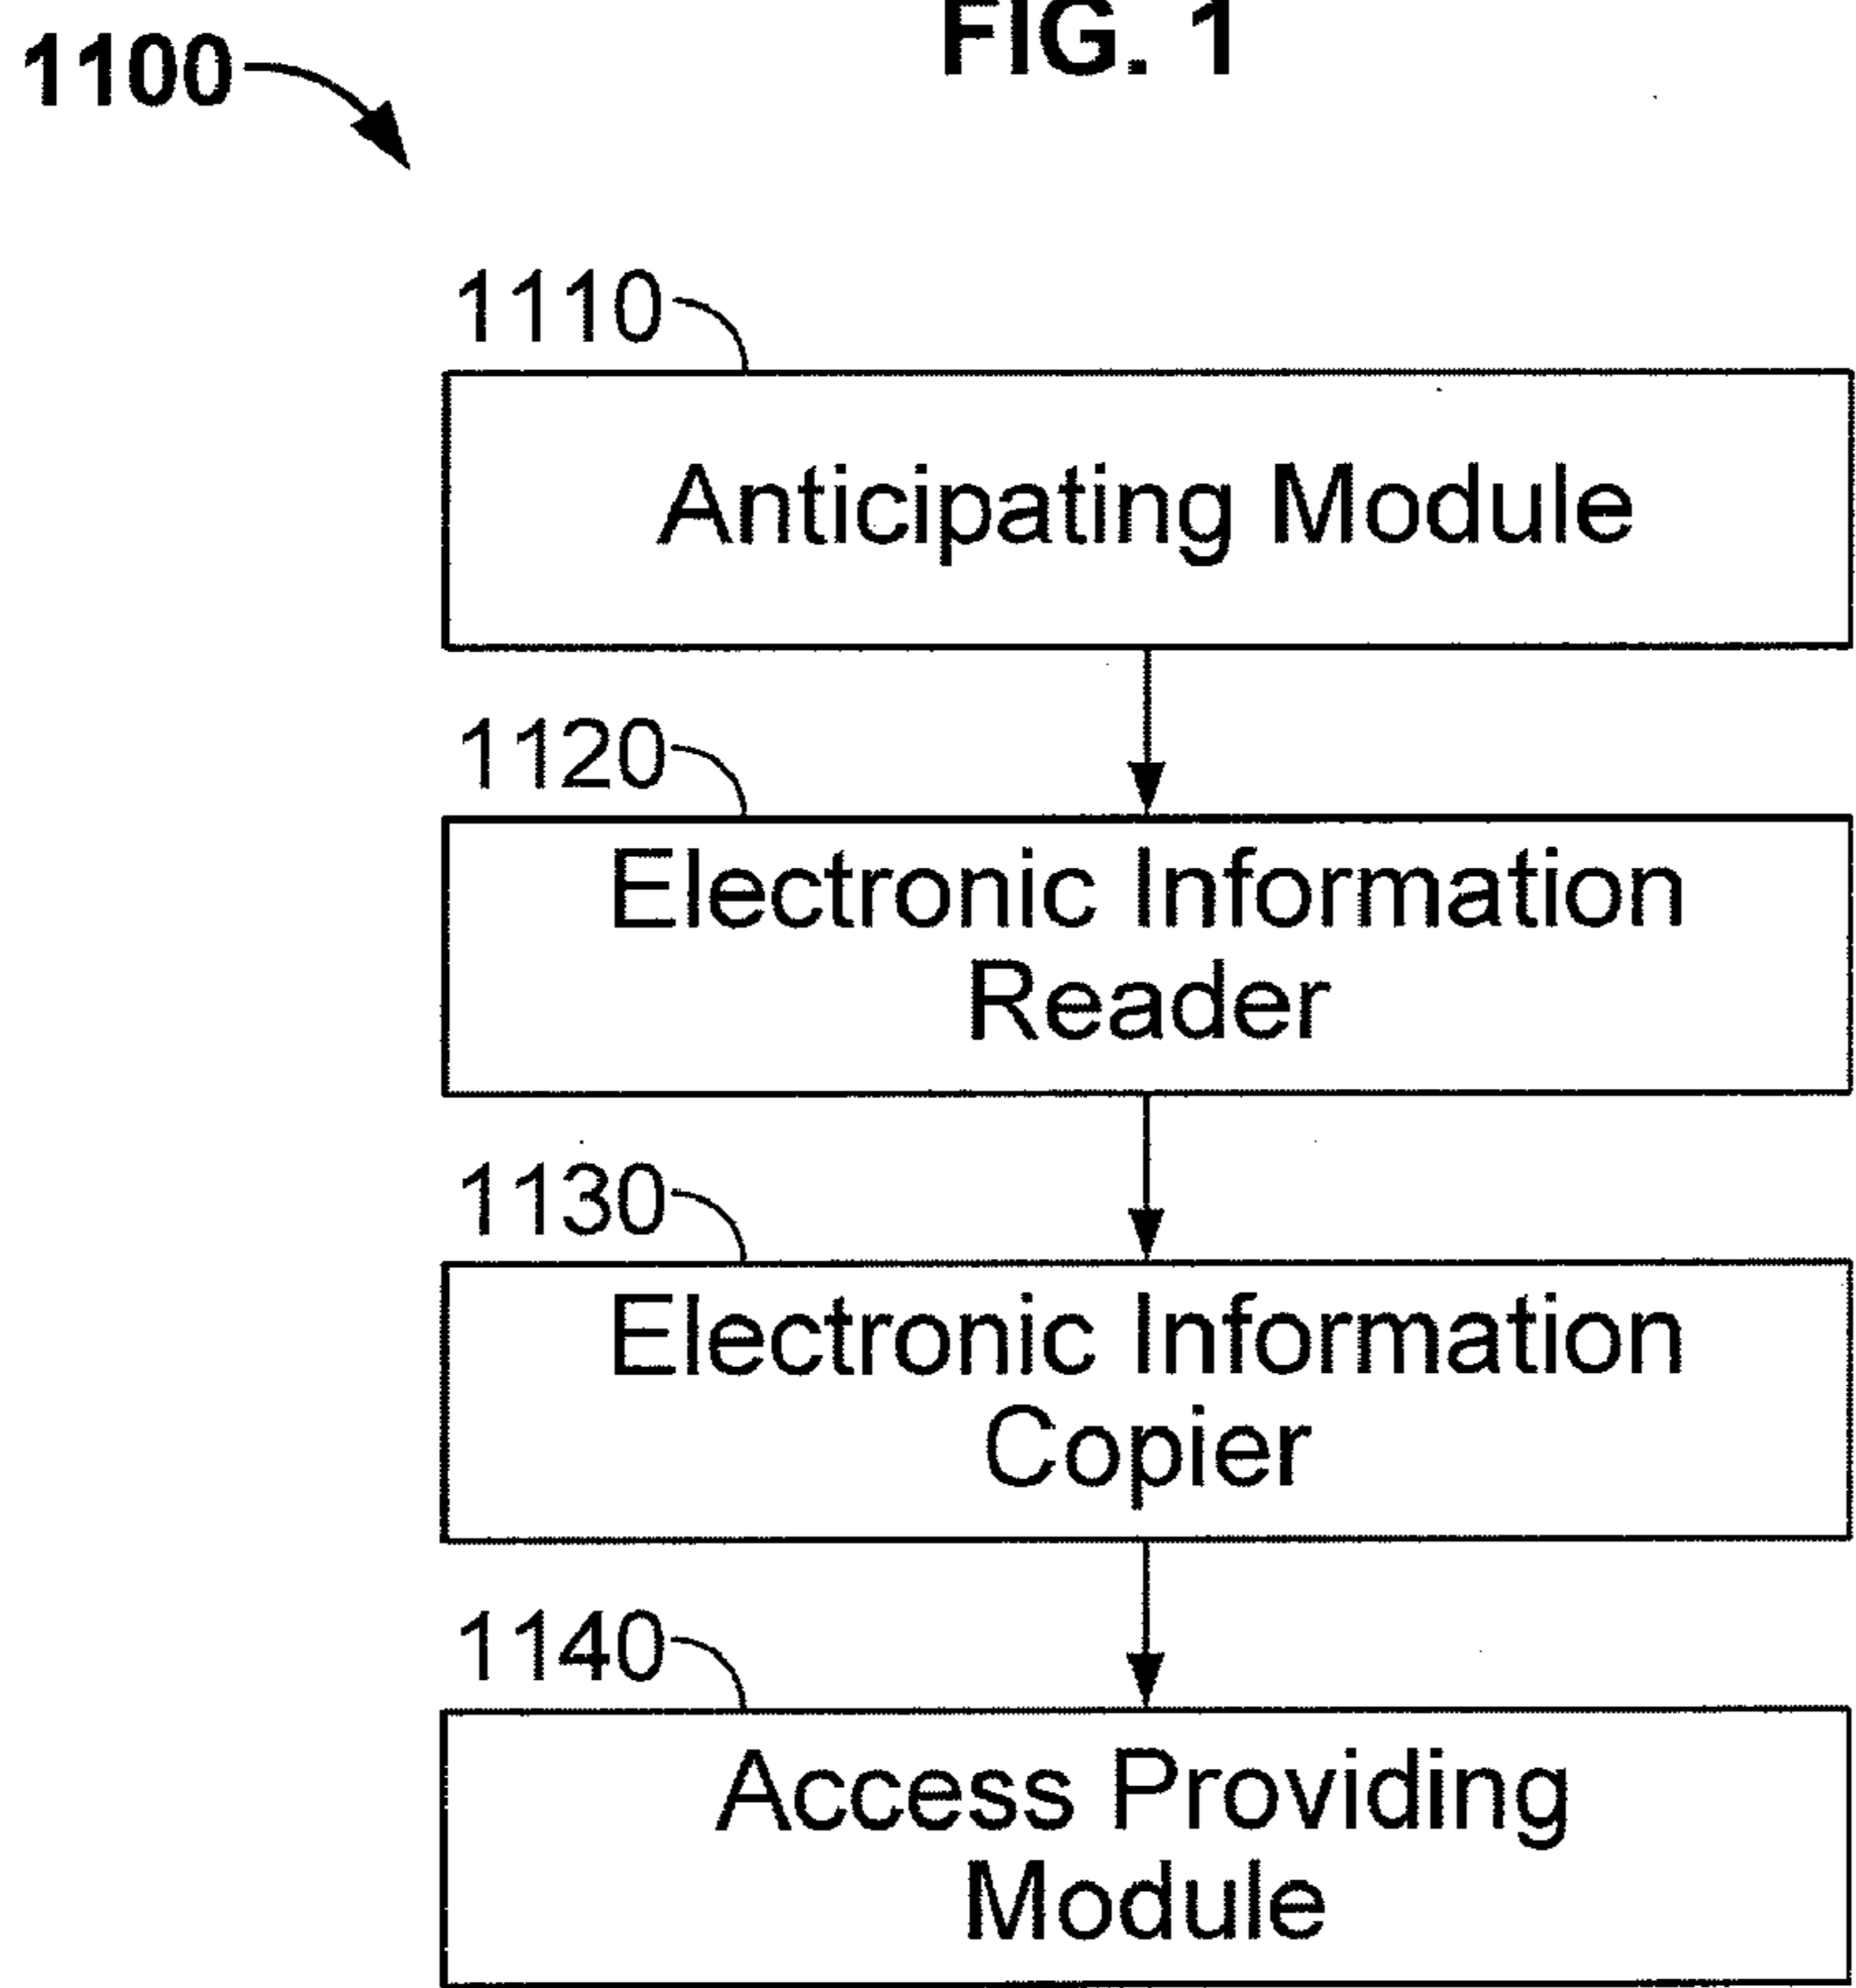 FIG. 1
1100
1110
Anticipating Module
1120
Electronic Information
Reader
1130
Electronic Information
Copier
1140
Access Providing
Module